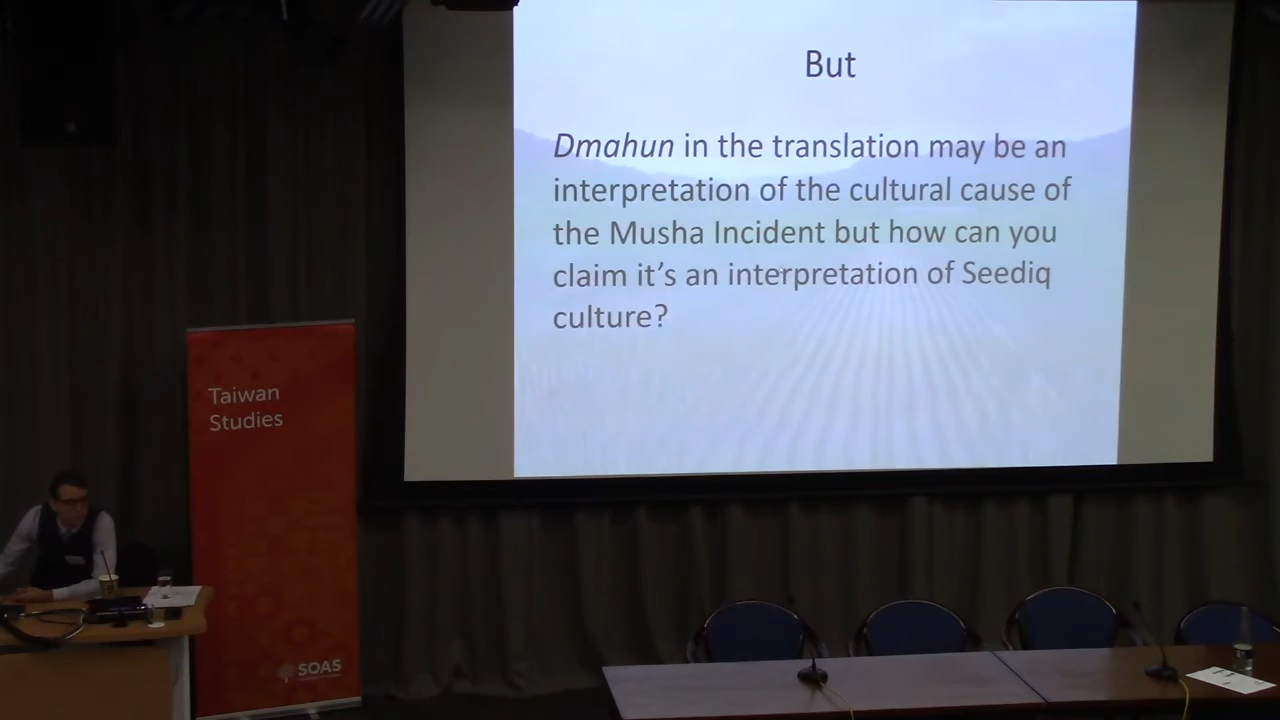 But
Dmahun in the translation may be an
interpretation of the cultural cause of
the Musha Incident but how can you
claim it's an interpretation of Seediq
culture?
Taiwan
Studies
SOAS